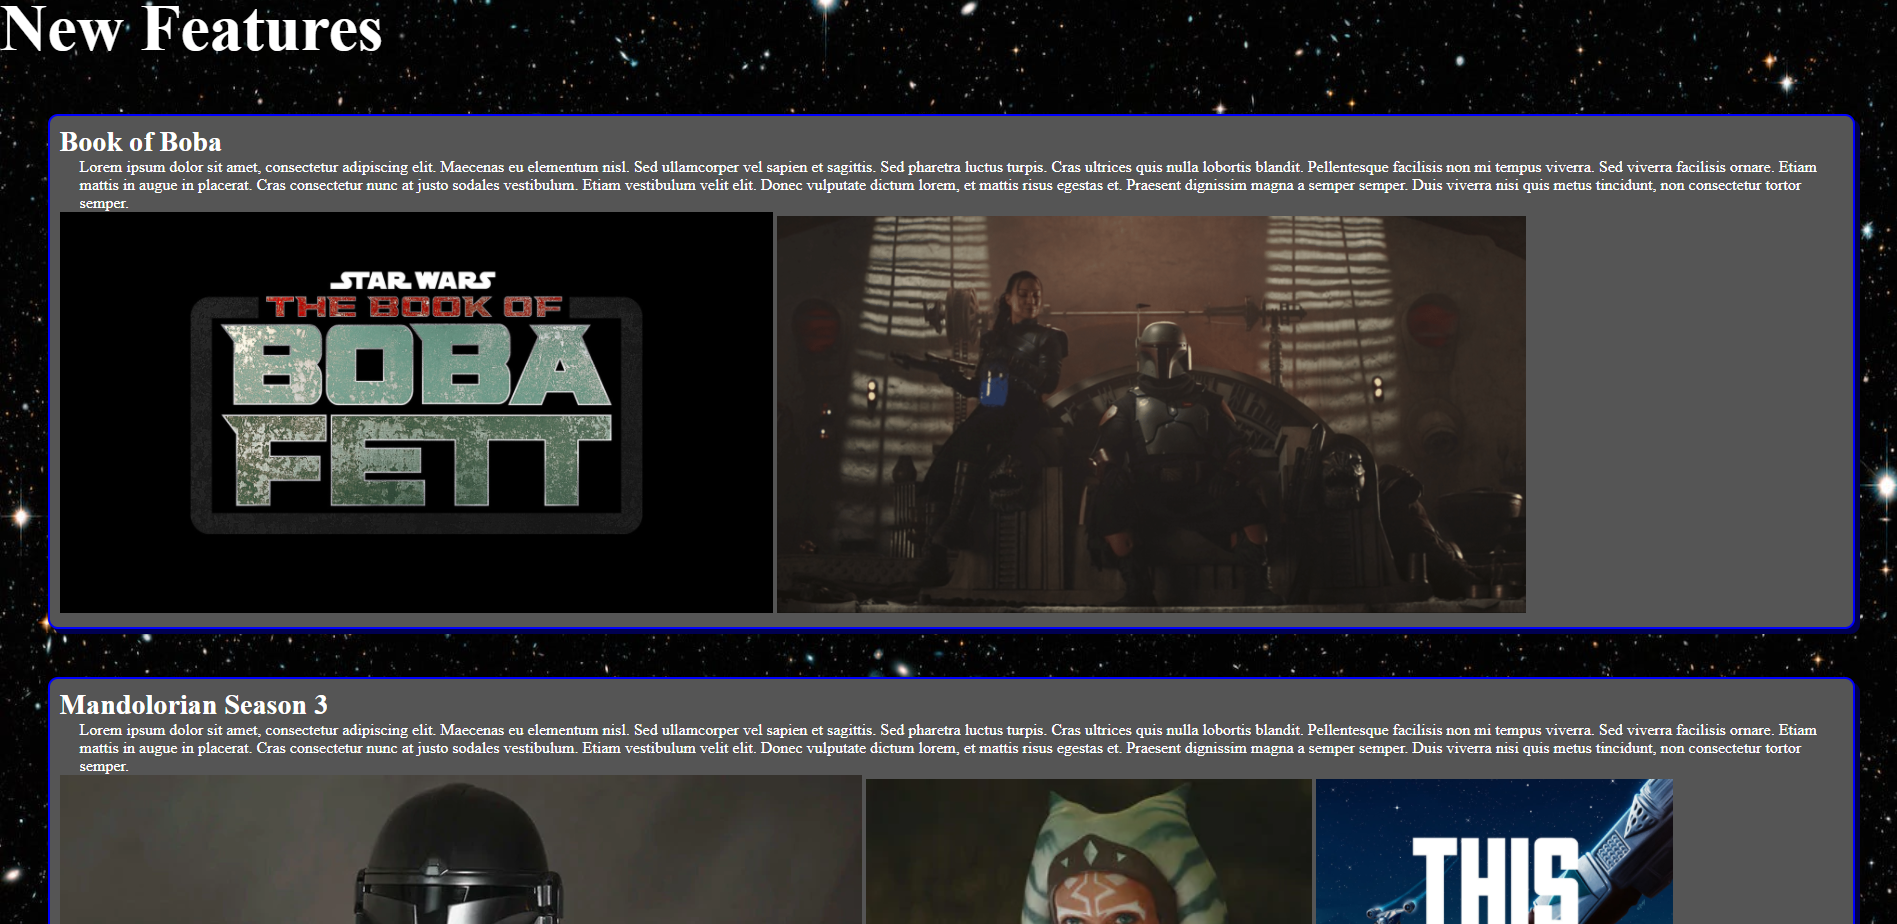 New Features
Book of Boba
Lorem ipsum dolor sit amet, consectetur adipiscing elit. Maecenas eu elementum nisl. Sed ullamcorper vel sapien et sagittis. Sed pharetra luctus turpis. Cras ultrices quis nulla lobortis blandit. Pellentesque facilisis non mi tempus viverra. Sed viverra facilisis ornare. Etiam
mattis in augue in placerat. Cras consectetur nunc at justo sodales vestibulum. Etiam vestibulum velit elit. Donec vulputate dictum lorem, et mattis risus egestas et. Praesent dignissim magna a semper semper. Duis viverra nisi quis metus tincidunt, non consectetur tortor
semper.
STAR WARS
THE BOOK OF
BOBA
FETT
Mandolorian Season 3
Lorem ipsum dolor sit amet, consectetur adipiscing elit. Maecenas eu elementum nisl. Sed ullamcorper vel sapien et sagittis. Sed pharetra luctus turpis. Cras ultrices quis nulla lobortis blandit. Pellentesque facilisis non mi tempus viverra. Sed viverra facilisis ornare. Etiam
mattis in augue in placerat. Cras consectetur nunc at justo sodales vestibulum. Etiam vestibulum velit elit. Donec vulputate dictum lorem, et mattis risus egestas et. Praesent dignissim magna a semper semper. Duis viverra nisi quis metus tincidunt, non consectetur tortor
semper.
THIS